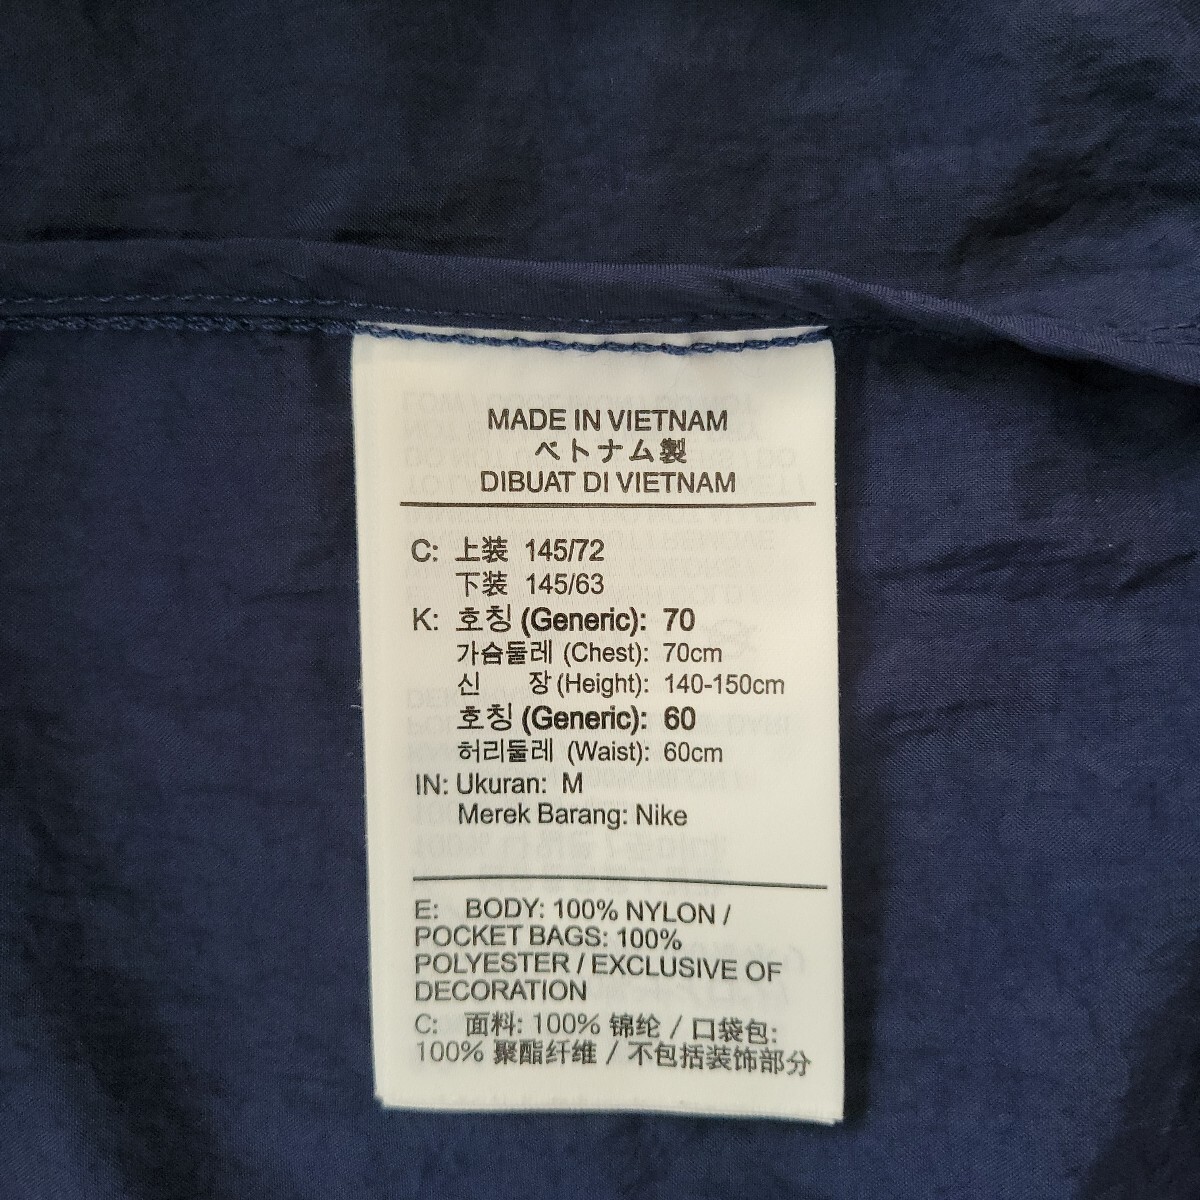 MADE IN VIETNAM
ベトナム製
DIBUAT DI VIETNAM
C: 上装 145/72
下装 145/63
K: 호칭 (Generic): 70
가슴둘레 (Chest): 70cm
신 장 (Height): 140-150cm
호칭 (Generic): 60
허리둘레 (Waist): 60cm
IN: Ukuran: M
Merek Barang: Nike
E: BODY: 100% NYLON /
POCKET BAGS: 100%
POLYESTER / EXCLUSIVE OF
DECORATION
C: 面料: 100% 锦纶 / 口袋包:
100% 聚酯纤维 / 不包括装饰部分